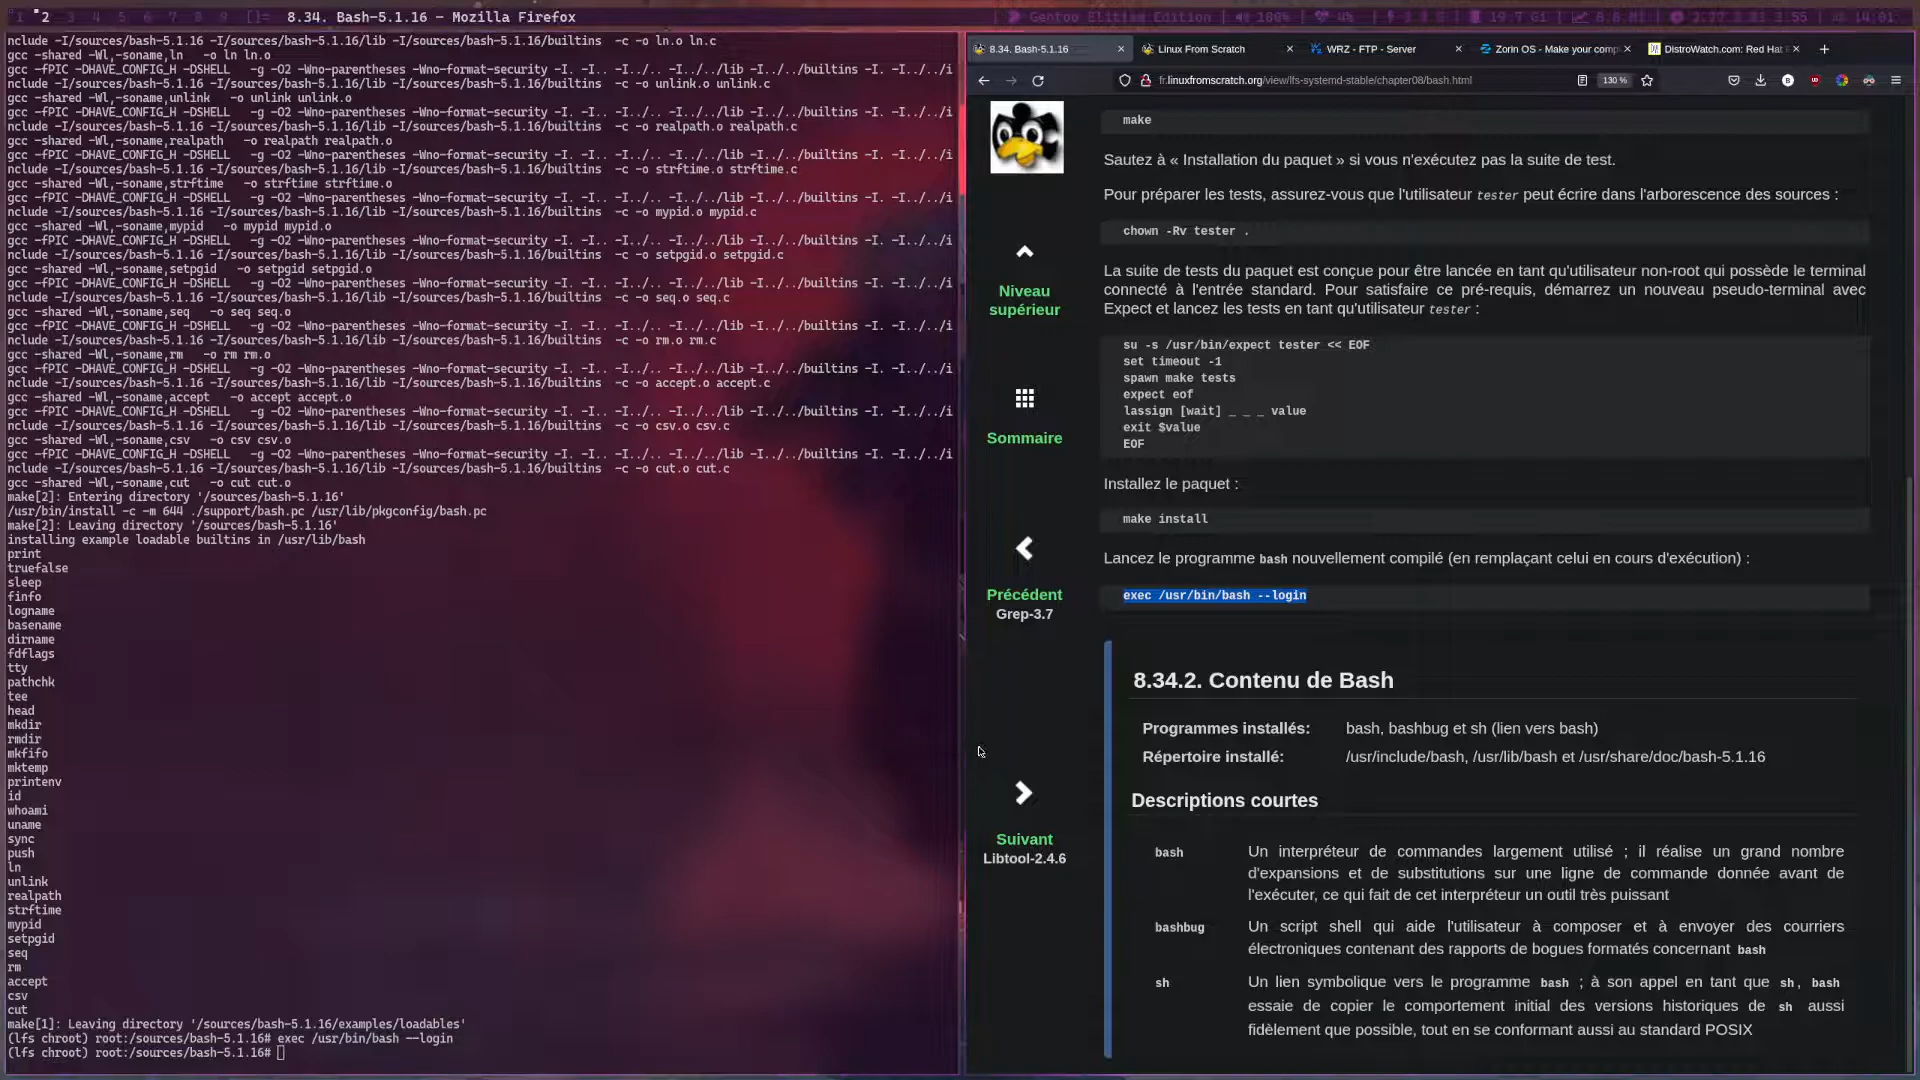 1 2 3 4 5 6 7 8 9 []= 8.34. Bash-5.1.16 - Mozilla Firefox
Gentoo Elitism Edition
nclude -I/sources/bash-5.1.16 -I/sources/bash-5.1.16/lib -I/sources/bash-5.1.16/builtins -c -o ln.o ln.c
gcc -shared -Wl,-soname,ln -o ln ln.o
gcc -fPIC -DHAVE_CONFIG_H -DSHELL -g -O2 -Wno-parentheses -Wno-format-security -I. -I.. -I../.. -I../../lib -I../../builtins -I. -I../../i
nclude -I/sources/bash-5.1.16 -I/sources/bash-5.1.16/lib -I/sources/bash-5.1.16/builtins -c -o unlink.o unlink.c
gcc -shared -Wl,-soname,unlink -o unlink unlink.o
gcc -fPIC -DHAVE_CONFIG_H -DSHELL -g -O2 -Wno-parentheses -Wno-format-security -I. -I.. -I../.. -I../../lib -I../../builtins -I. -I../../i
nclude -I/sources/bash-5.1.16 -I/sources/bash-5.1.16/lib -I/sources/bash-5.1.16/builtins -c -o realpath.o realpath.c
gcc -shared -Wl,-soname,realpath -o realpath realpath.o
gcc -fPIC -DHAVE_CONFIG_H -DSHELL -g -O2 -Wno-parentheses -Wno-format-security -I. -I.. -I../.. -I../../lib -I../../builtins -I. -I../../i
nclude -I/sources/bash-5.1.16 -I/sources/bash-5.1.16/lib -I/sources/bash-5.1.16/builtins -c -o strftime.o strftime.c
gcc -shared -Wl,-soname,strftime -o strftime strftime.o
gcc -fPIC -DHAVE_CONFIG_H -DSHELL -g -O2 -Wno-parentheses -Wno-format-security -I. -I.. -I../.. -I../../lib -I../../builtins -I. -I../../i
nclude -I/sources/bash-5.1.16 -I/sources/bash-5.1.16/lib -I/sources/bash-5.1.16/builtins -c -o mypid.o mypid.c
gcc -shared -Wl,-soname,mypid -o mypid mypid.o
gcc -fPIC -DHAVE_CONFIG_H -DSHELL -g -O2 -Wno-parentheses -Wno-format-security -I. -I.. -I../.. -I../../lib -I../../builtins -I. -I../../i
nclude -I/sources/bash-5.1.16 -I/sources/bash-5.1.16/lib -I/sources/bash-5.1.16/builtins -c -o setpgid.o setpgid.c
gcc -shared -Wl,-soname,setpgid -o setpgid setpgid.o
gcc -fPIC -DHAVE_CONFIG_H -DSHELL -g -O2 -Wno-parentheses -Wno-format-security -I. -I.. -I../.. -I../../lib -I../../builtins -I. -I../../i
nclude -I/sources/bash-5.1.16 -I/sources/bash-5.1.16/lib -I/sources/bash-5.1.16/builtins -c -o seq.o seq.c
gcc -shared -Wl,-soname,seq -o seq seq.o
gcc -fPIC -DHAVE_CONFIG_H -DSHELL -g -O2 -Wno-parentheses -Wno-format-security -I. -I.. -I../.. -I../../lib -I../../builtins -I. -I../../i
nclude -I/sources/bash-5.1.16 -I/sources/bash-5.1.16/lib -I/sources/bash-5.1.16/builtins -c -o rm.o rm.c
gcc -shared -Wl,-soname,rm -o rm rm.o
gcc -fPIC -DHAVE_CONFIG_H -DSHELL -g -O2 -Wno-parentheses -Wno-format-security -I. -I.. -I../.. -I../../lib -I../../builtins -I. -I../../i
nclude -I/sources/bash-5.1.16 -I/sources/bash-5.1.16/lib -I/sources/bash-5.1.16/builtins -c -o accept.o accept.c
gcc -shared -Wl,-soname,accept -o accept accept.o
gcc -fPIC -DHAVE_CONFIG_H -DSHELL -g -O2 -Wno-parentheses -Wno-format-security -I. -I.. -I../.. -I../../lib -I../../builtins -I. -I../../i
nclude -I/sources/bash-5.1.16 -I/sources/bash-5.1.16/lib -I/sources/bash-5.1.16/builtins -c -o csv.o csv.c
gcc -shared -Wl,-soname,csv -o csv csv.o
gcc -fPIC -DHAVE_CONFIG_H -DSHELL -g -O2 -Wno-parentheses -Wno-format-security -I. -I.. -I../.. -I../../lib -I../../builtins -I. -I../../i
nclude -I/sources/bash-5.1.16 -I/sources/bash-5.1.16/lib -I/sources/bash-5.1.16/builtins -c -o cut.o cut.c
gcc -shared -Wl,-soname,cut -o cut cut.o
make[2]: Entering directory '/sources/bash-5.1.16'
/usr/bin/install -c -m 644 ./support/bash.pc /usr/lib/pkgconfig/bash.pc
make[2]: Leaving directory '/sources/bash-5.1.16'
installing example loadable builtins in /usr/lib/bash
print
truefalse
sleep
finfo
logname
basename
dirname
fdflags
tty
pathchk
tee
head
mkdir
rmdir
mkfifo
mktemp
printenv
id
whoami
uname
sync
push
ln
unlink
realpath
strftime
mypid
setpgid
seq
rm
accept
csv
cut
make[1]: Leaving directory '/sources/bash-5.1.16/examples/loadables'
(lfs chroot) root:/sources/bash-5.1.16# exec /usr/bin/bash --login
(lfs chroot) root:/sources/bash-5.1.16#
8.34. Bash-5.1.16
Linux From Scratch
WRZ - FTP - Server
Zorin OS - Make your comp
DistroWatch.com: Red Hat
fr.linuxfromscratch.org/view/lfs-systemd-stable/chapter08/bash.html
130 %
Niveau
supérieur
Sommaire
Précédent
Grep-3.7
Suivant
Libtool-2.4.6
make
Sautez à « Installation du paquet » si vous n'exécutez pas la suite de test.
Pour préparer les tests, assurez-vous que l'utilisateur tester peut écrire dans l'arborescence des sources :
chown -Rv tester .
La suite de tests du paquet est conçue pour être lancée en tant qu'utilisateur non-root qui possède le terminal
connecté à l'entrée standard. Pour satisfaire ce pré-requis, démarrez un nouveau pseudo-terminal avec
Expect et lancez les tests en tant qu'utilisateur tester :
su -s /usr/bin/expect tester << EOF
set timeout -1
spawn make tests
expect eof
lassign [wait] _ _ _ value
exit $value
EOF
Installez le paquet :
make install
Lancez le programme bash nouvellement compilé (en remplaçant celui en cours d'exécution) :
exec /usr/bin/bash --login
8.34.2. Contenu de Bash
Programmes installés: bash, bashbug et sh (lien vers bash)
Répertoire installé: /usr/include/bash, /usr/lib/bash et /usr/share/doc/bash-5.1.16
Descriptions courtes
bash Un interpréteur de commandes largement utilisé ; il réalise un grand nombre
d'expansions et de substitutions sur une ligne de commande donnée avant de
l'exécuter, ce qui fait de cet interpréteur un outil très puissant
bashbug Un script shell qui aide l'utilisateur à composer et à envoyer des courriers
électroniques contenant des rapports de bogues formatés concernant bash
sh Un lien symbolique vers le programme bash ; à son appel en tant que sh, bash
essaie de copier le comportement initial des versions historiques de sh aussi
fidèlement que possible, tout en se conformant aussi au standard POSIX